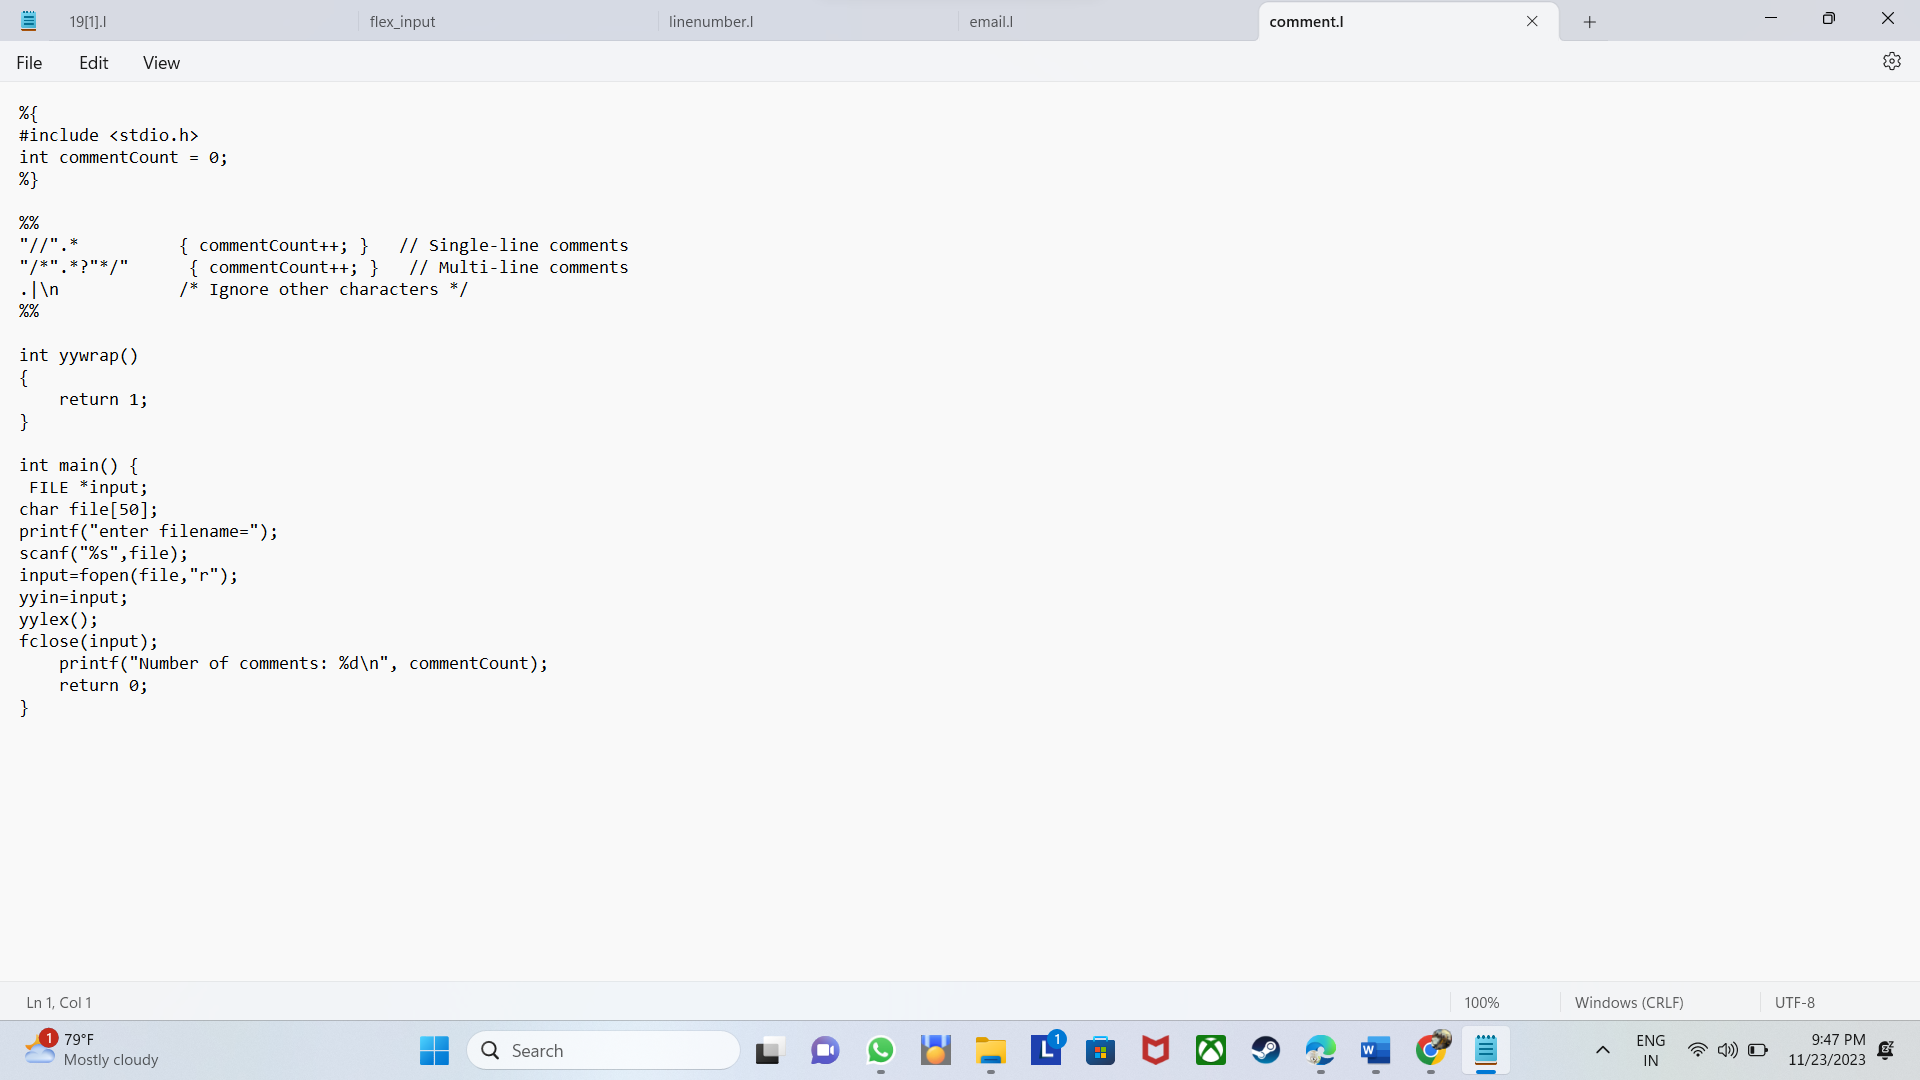 19[1].l
flex_input
linenumber.l
email.l
comment.l
File Edit View
%{
#include <stdio.h>
int commentCount = 0;
%}

%%
"//".*          { commentCount++; }   // Single-line comments
"/*".*?"*/"      { commentCount++; }   // Multi-line comments
.|\n            /* Ignore other characters */
%%

int yywrap()
{
    return 1;
}

int main() {
 FILE *input;
char file[50];
printf("enter filename=");
scanf("%s",file);
input=fopen(file,"r");
yyin=input;
yylex();
fclose(input);
    printf("Number of comments: %d\n", commentCount);
    return 0;
}
Ln 1, Col 1
100%
Windows (CRLF)
UTF-8
1
79°F
Mostly cloudy
Search
L
1
W
ENG
IN
9:47 PM
11/23/2023